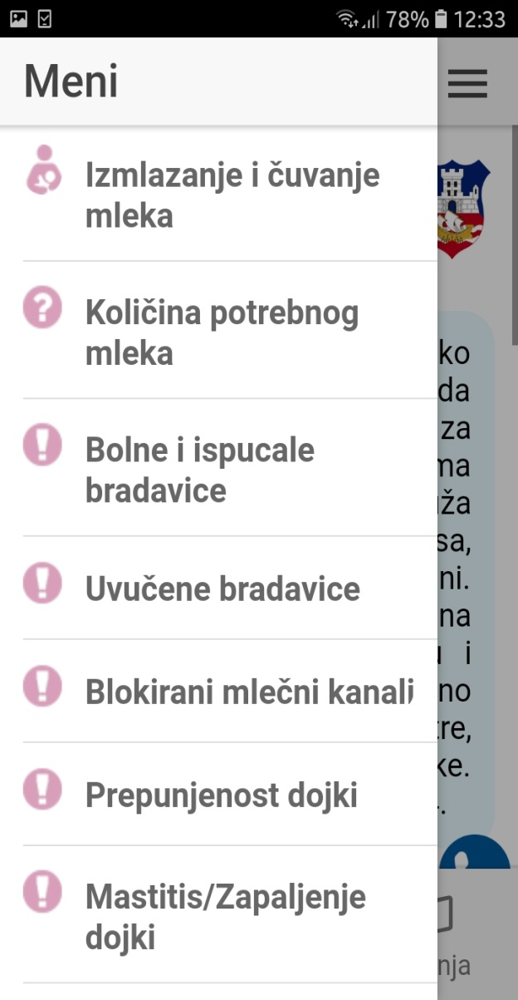 78% 12:33
Meni
Izmlazanje i čuvanje
mleka
Količina potrebnog
mleka
Bolne i ispucale
bradavice
Uvučene bradavice
Blokirani mlečni kanali
Prepunjenost dojki
Mastitis/Zapaljenje
dojki
ko
da
za
ma
ža
sa,
ni.
na
i
no
tre,
ke.
nja